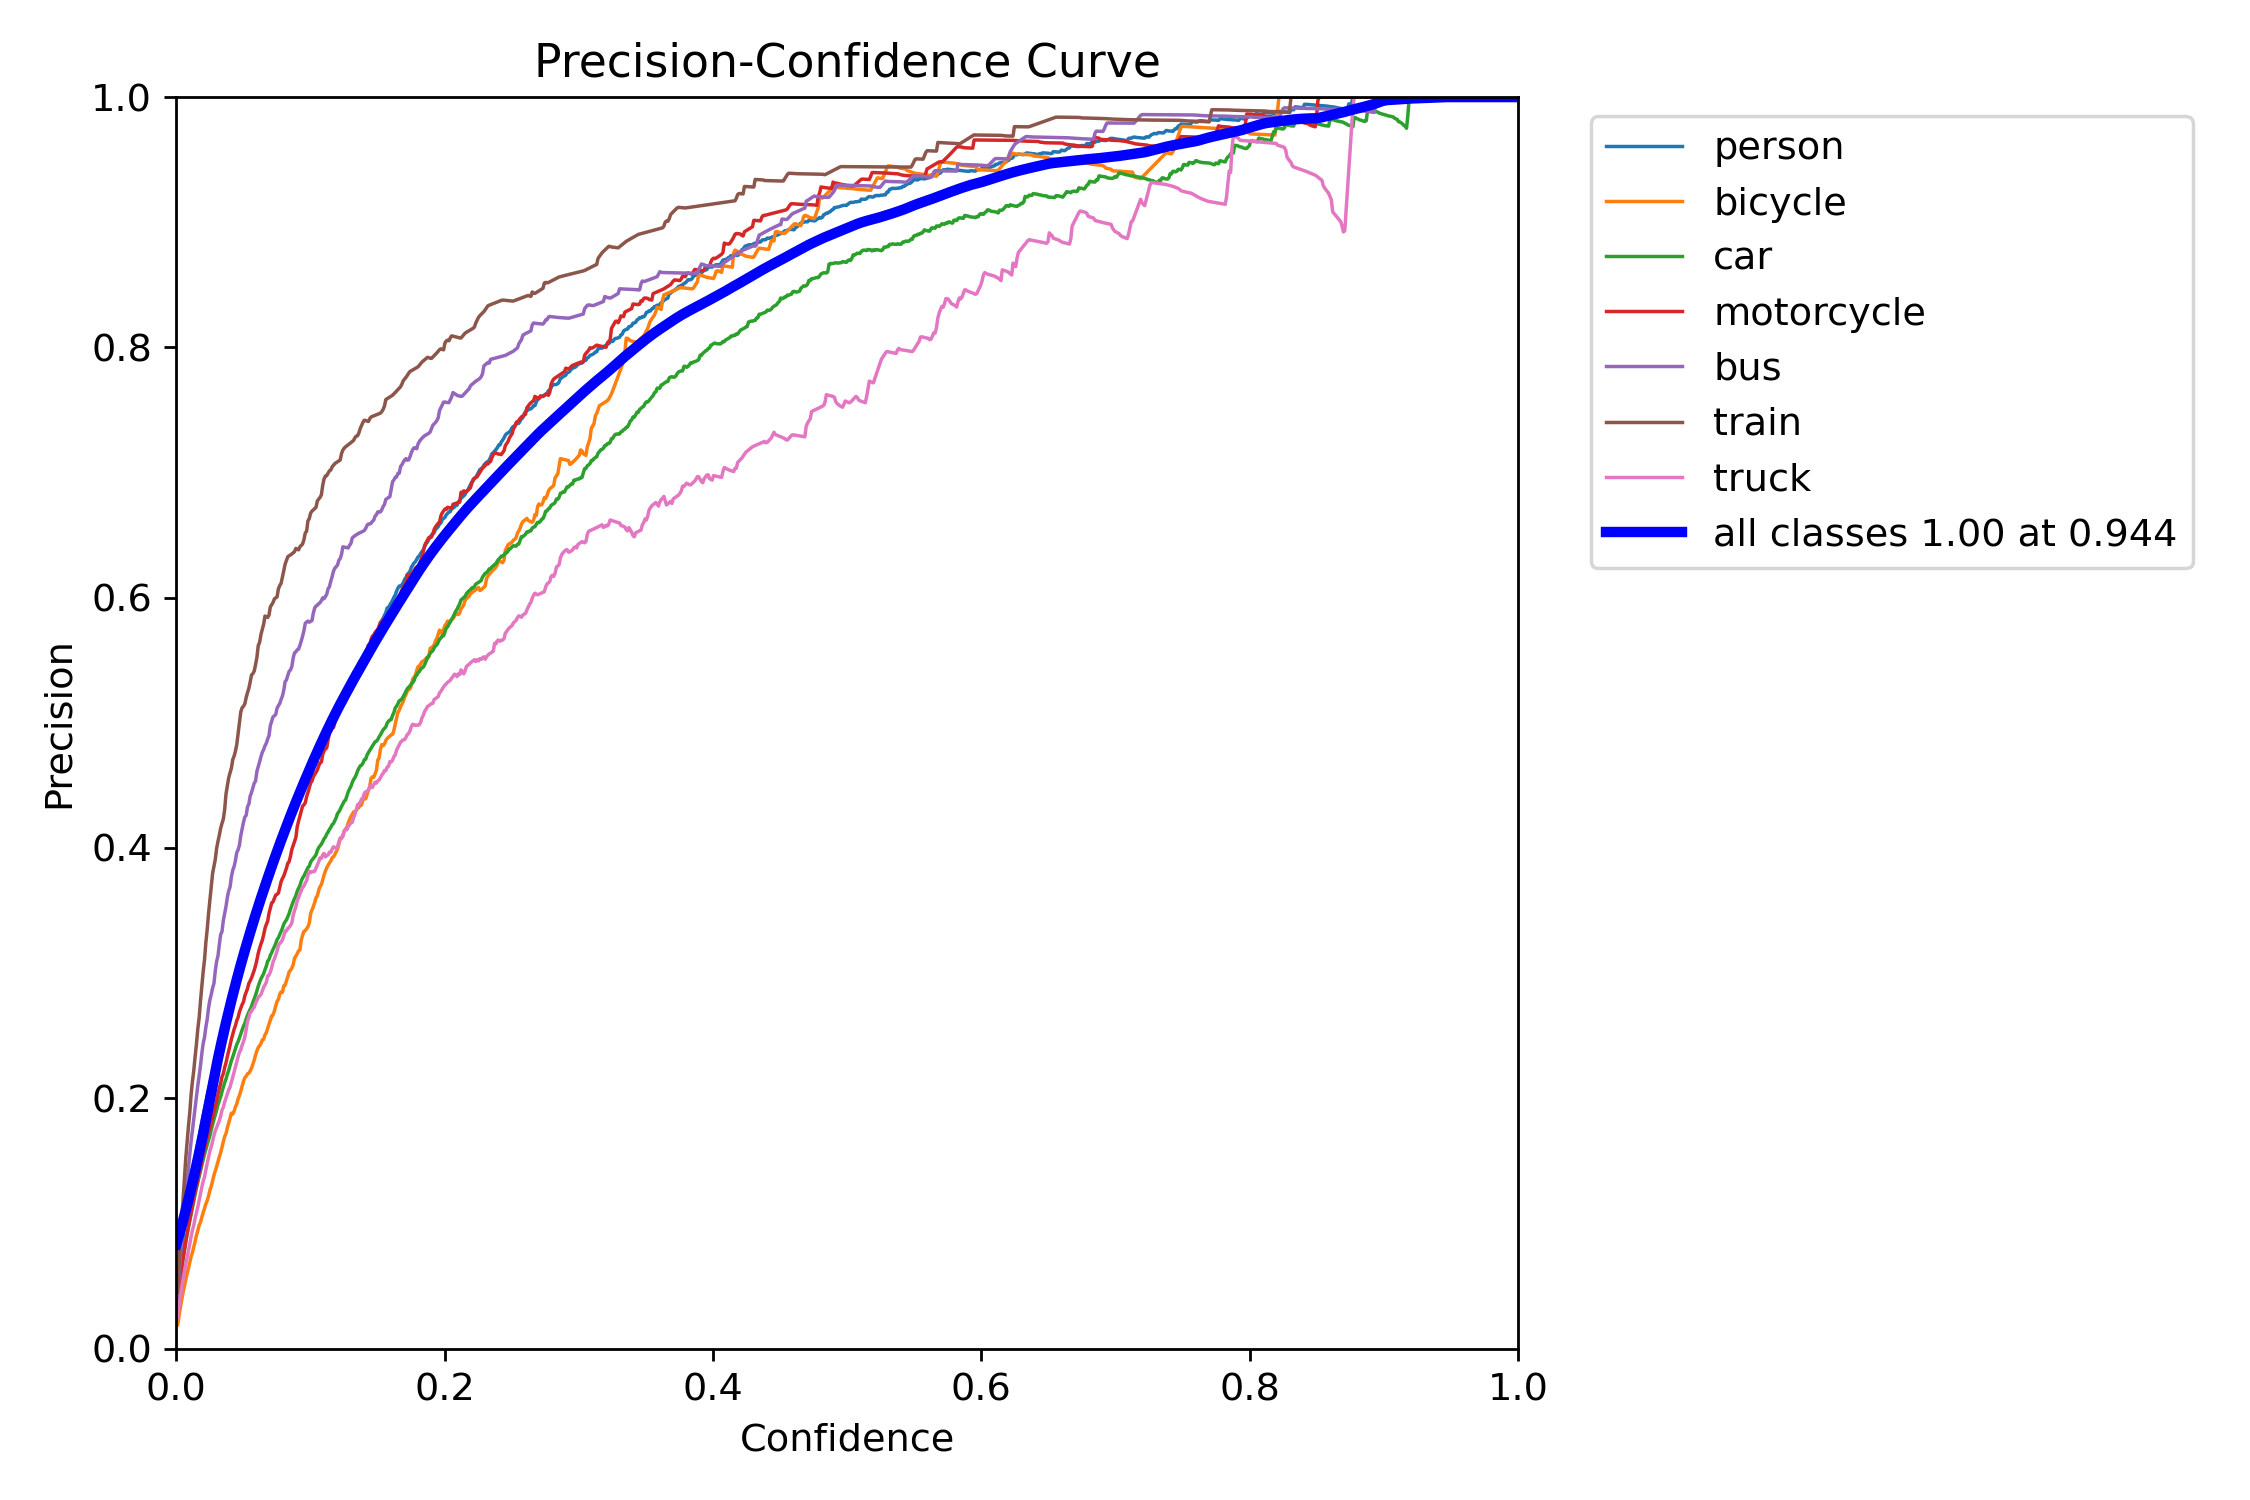 Precision-Confidence Curve
1.0
0.8
0.6
0.4
0.2
0.0
Precision
0.0 0.2 0.4 0.6 0.8 1.0
Confidence
person
bicycle
car
motorcycle
bus
train
truck
all classes 1.00 at 0.944